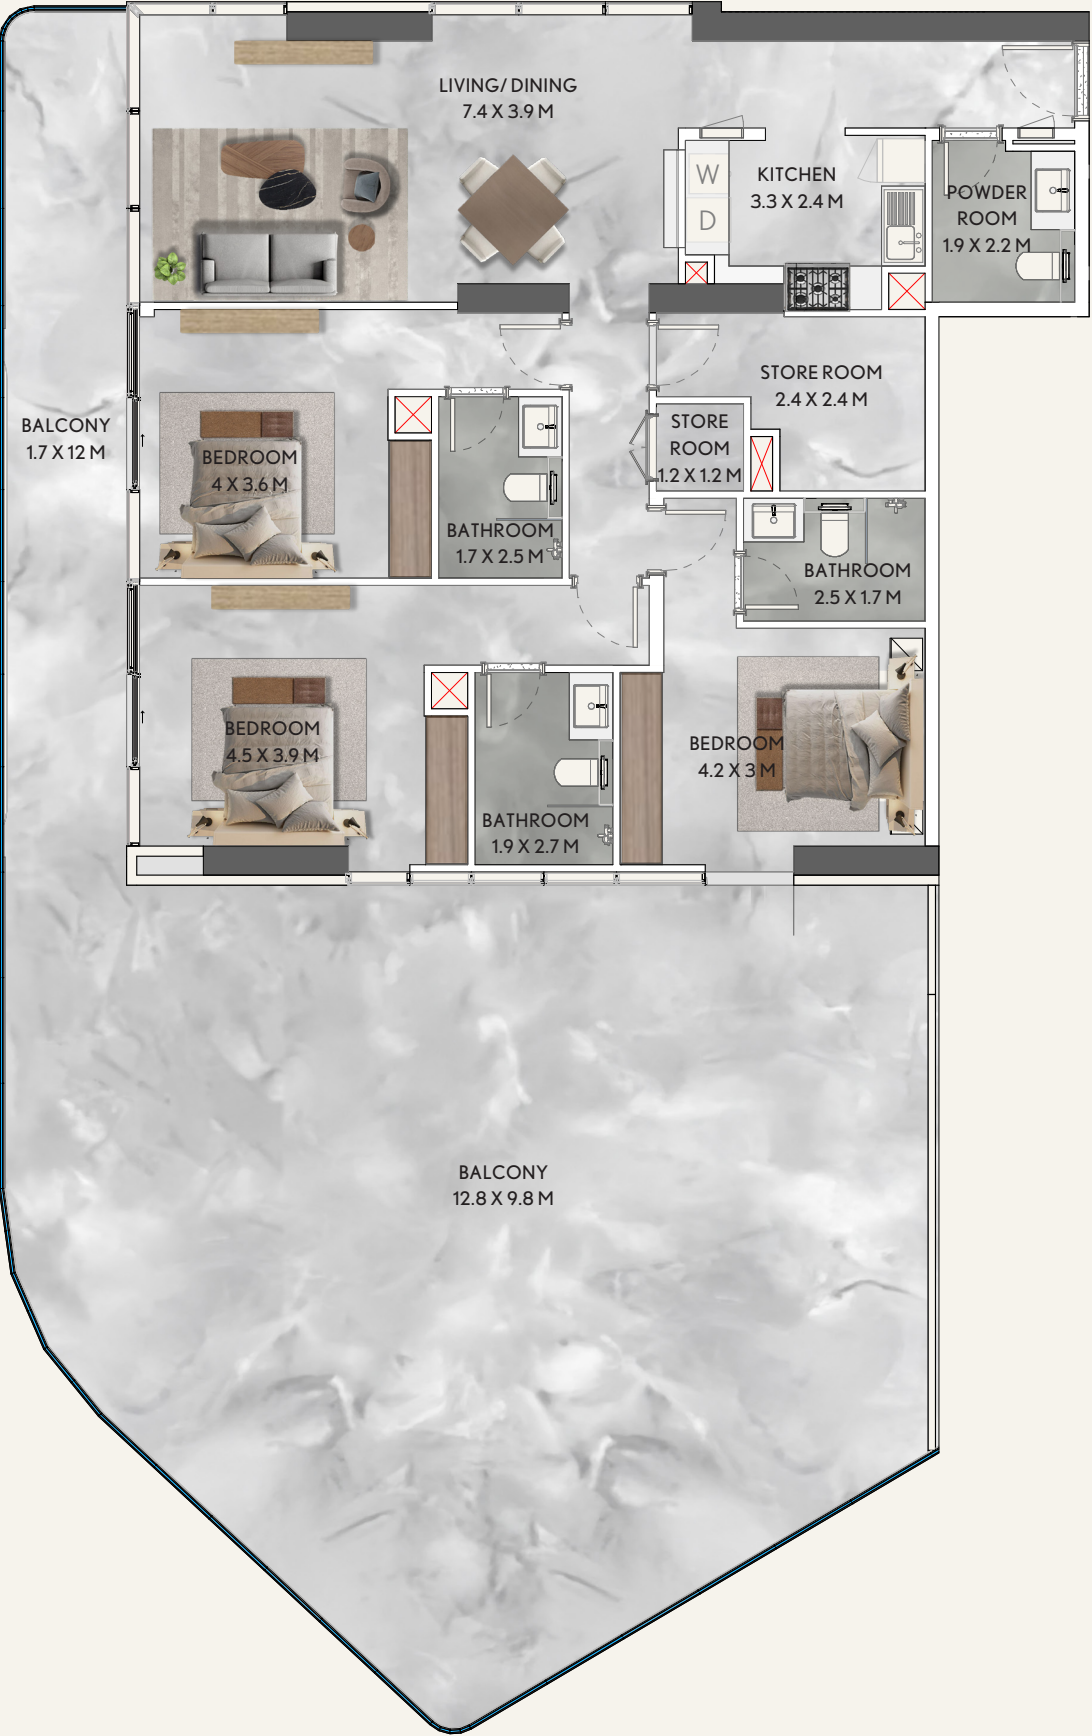 LIVING/ DINING
7.4 X 3.9 M
W
D
KITCHEN
3.3 X 2.4 M
POWDER
ROOM
1.9 X 2.2 M
STORE ROOM
2.4 X 2.4 M
STORE
ROOM
1.2 X 1.2 M
BALCONY
1.7 X 12 M
BEDROOM
4 X 3.6 M
BATHROOM
1.7 X 2.5 M
BATHROOM
2.5 X 1.7 M
BEDROOM
4.5 X 3.9 M
BATHROOM
1.9 X 2.7 M
BEDROOM
4.2 X 3 M
BALCONY
12.8 X 9.8 M